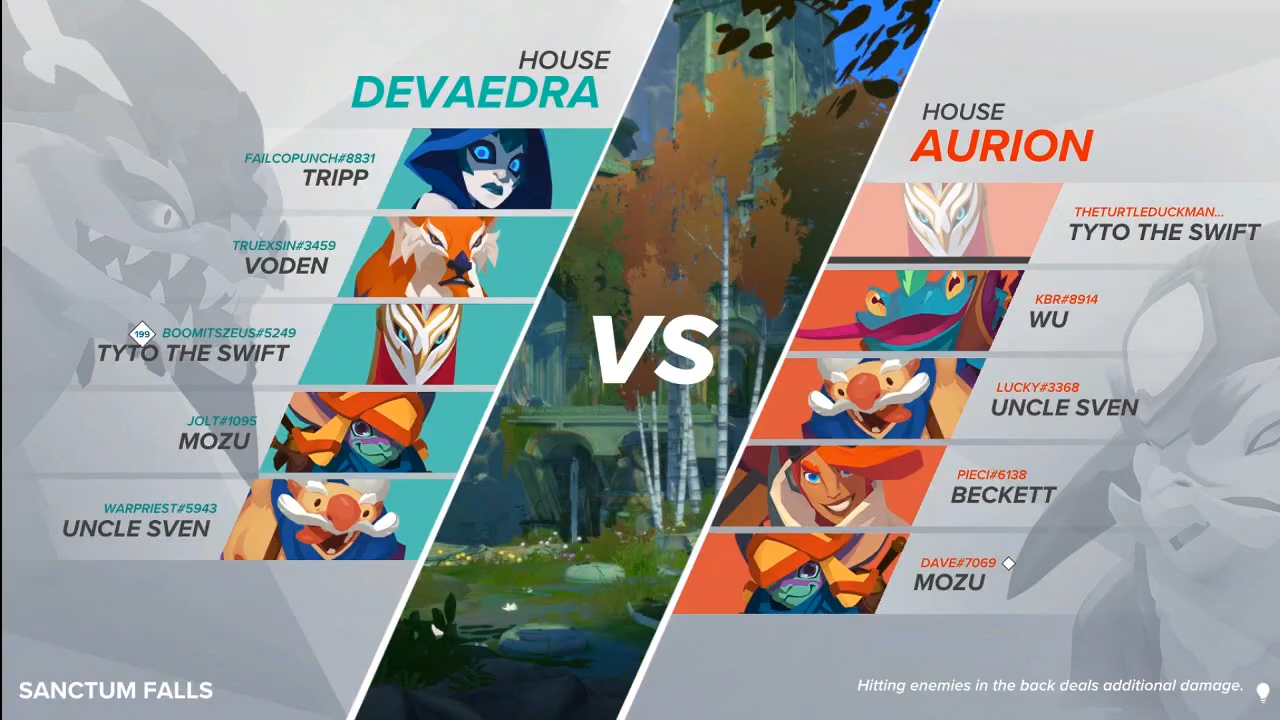 HOUSE
DEVAEDRA
FAILCOPUNCH#8831
TRIPP
TRUEXSIN#3459
VODEN
199 BOOMITSZEUS#5249
TYTO THE SWIFT
JOLT#1095
MOZU
WARPRIEST#5943
UNCLE SVEN
VS
HOUSE
AURION
THETURTLEDUCKMAN...
TYTO THE SWIFT
KBR#8914
WU
LUCKY#3368
UNCLE SVEN
PIECI#6138
BECKETT
DAVE#7069
MOZU
SANCTUM FALLS
Hitting enemies in the back deals additional damage.